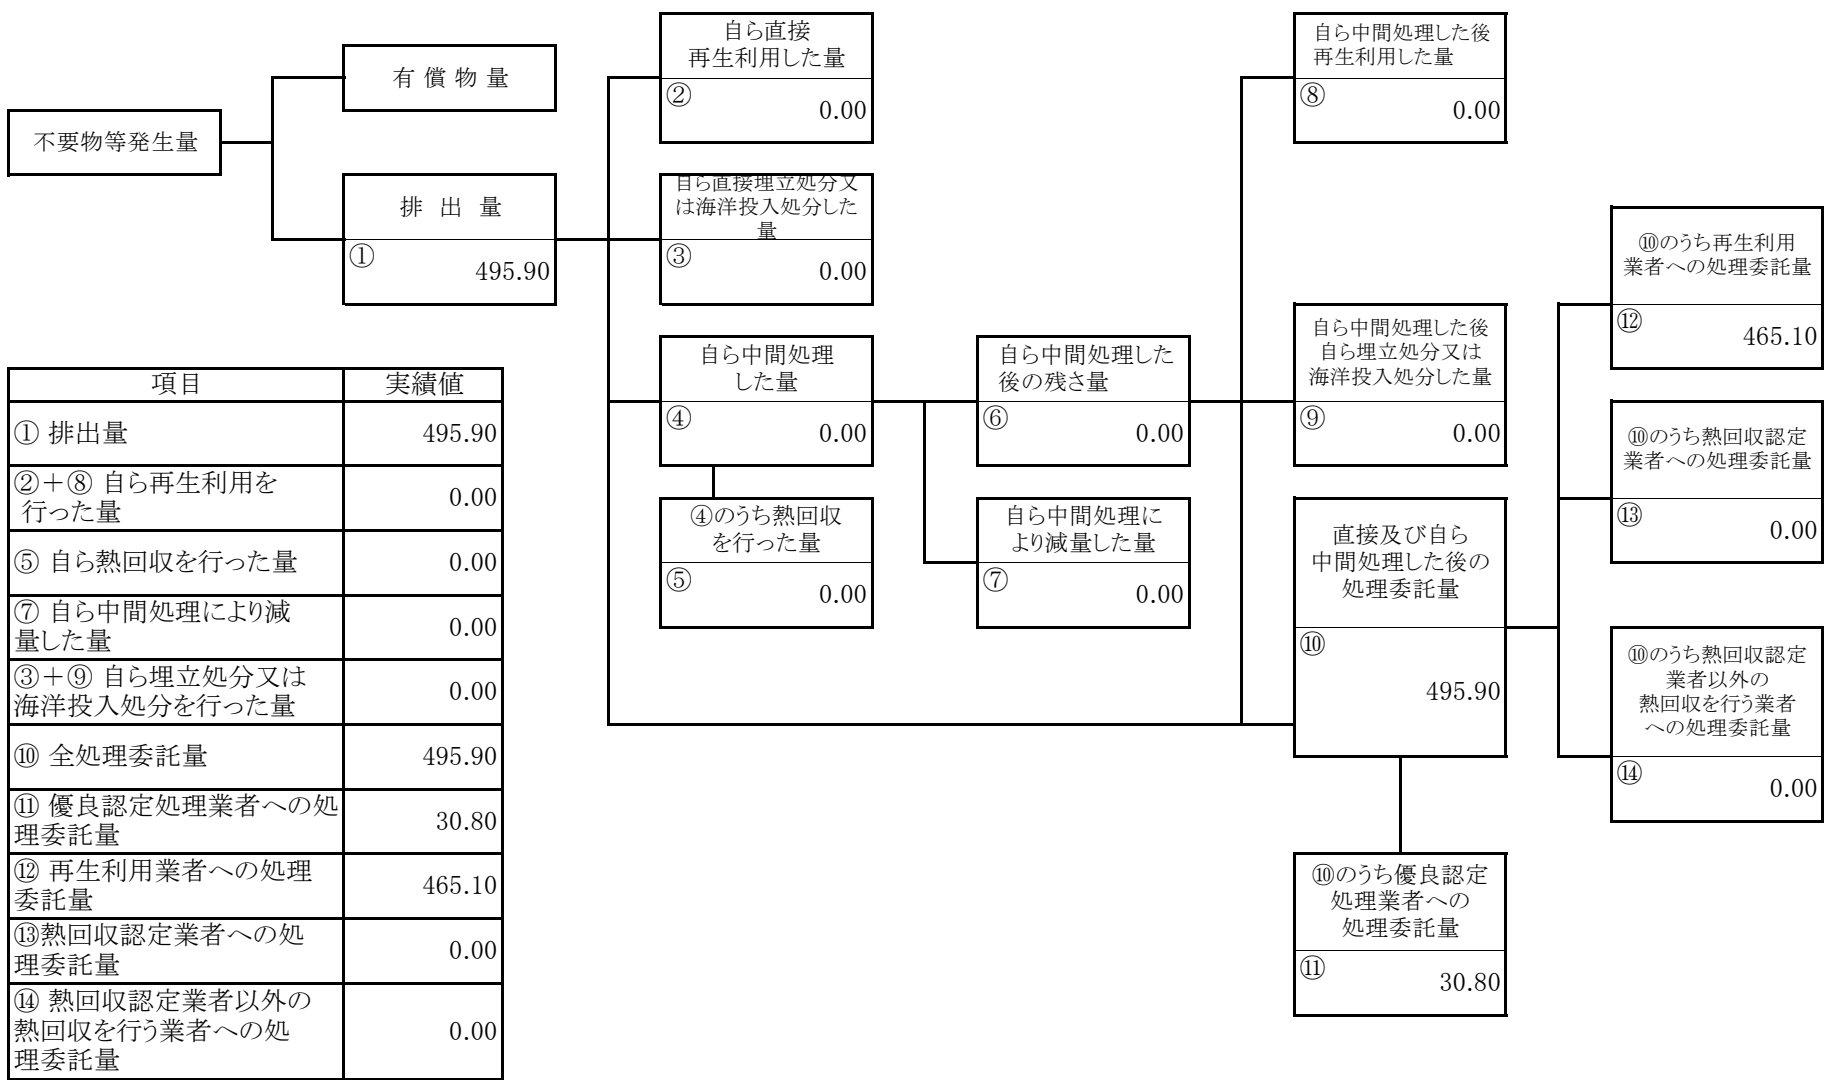 自ら直接
再生利用した量
②
0.00
自ら中間処理した後
再生利用した量
⑧
0.00
有 償 物 量
不要物等発生量
排 出 量
①
495.90
自ら直接埋立処分又
は海洋投入処分した
量
③
0.00
⑩のうち再生利用
業者への処理委託量
⑫
465.10
自ら中間処理
した量
④
0.00
自ら中間処理した
後の残さ量
⑥
0.00
自ら中間処理した後
自ら埋立処分又は
海洋投入処分した量
⑨
0.00
⑩のうち熱回収認定
業者への処理委託量
⑬
0.00
④のうち熱回収
を行った量
⑤
0.00
自ら中間処理に
より減量した量
⑦
0.00
直接及び自ら
中間処理した後の
処理委託量
⑩
495.90
⑩のうち熱回収認定
業者以外の
熱回収を行う業者
への処理委託量
⑭
0.00
⑩のうち優良認定
処理業者への
処理委託量
⑪
30.80
項目 実績値
① 排出量 495.90
②＋⑧ 自ら再生利用を
行った量 0.00
⑤ 自ら熱回収を行った量 0.00
⑦ 自ら中間処理により減
量した量 0.00
③＋⑨ 自ら埋立処分又は
海洋投入処分を行った量 0.00
⑩ 全処理委託量 495.90
⑪ 優良認定処理業者への処
理委託量 30.80
⑫ 再生利用業者への処理
委託量 465.10
⑬熱回収認定業者への処
理委託量 0.00
⑭ 熱回収認定業者以外の
熱回収を行う業者への処
理委託量 0.00